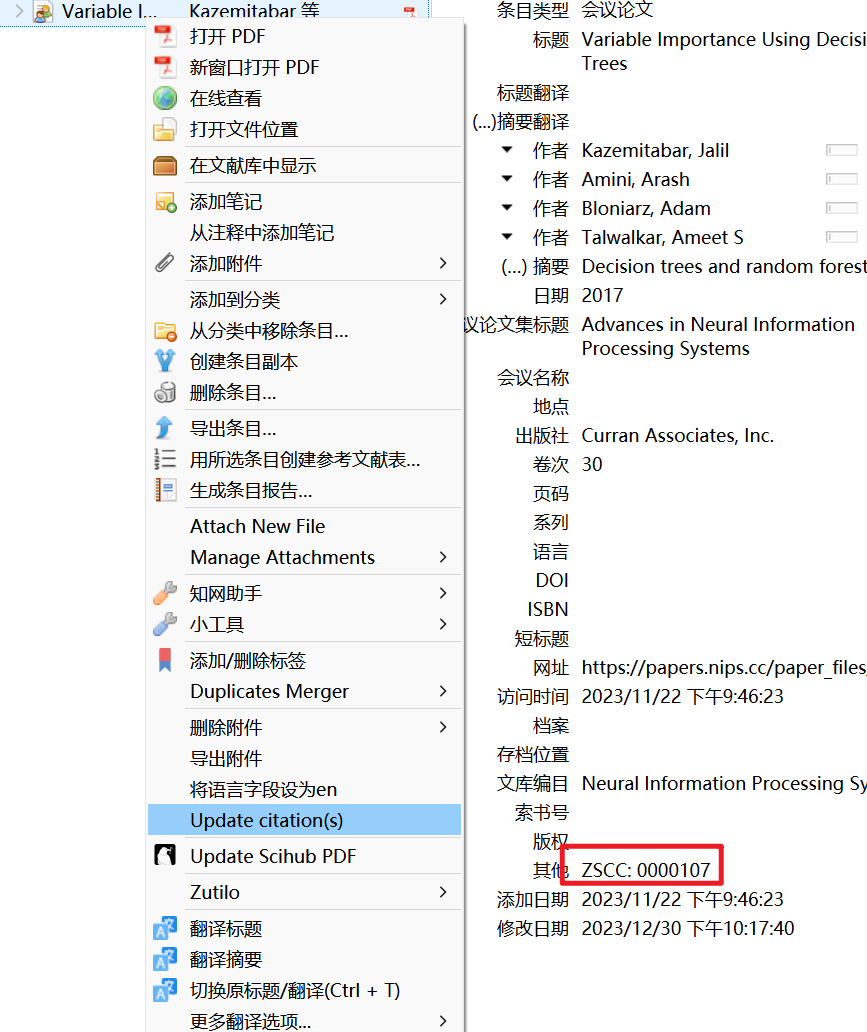 Variable I... Kazemitabar 等
打开 PDF
新窗口打开 PDF
在线查看
打开文件位置
在文献库中显示
添加笔记
从注释中添加笔记
添加附件
添加到分类
从分类中移除条目...
创建条目副本
删除条目...
导出条目...
用所选条目创建参考文献表...
生成条目报告...
Attach New File
Manage Attachments
知网助手
小工具
添加/删除标签
Duplicates Merger
删除附件
导出附件
将语言字段设为en
Update citation(s)
Update Scihub PDF
Zutilo
翻译标题
翻译摘要
切换原标题/翻译(Ctrl + T)
更多翻译选项...
条目类型 会议论文
标题 Variable Importance Using Decisi
Trees
标题翻译
(...)摘要翻译
作者 Kazemitabar, Jalil
作者 Amini, Arash
作者 Bloniarz, Adam
作者 Talwalkar, Ameet S
(...) 摘要 Decision trees and random forest
日期 2017
议论文集标题 Advances in Neural Information
Processing Systems
会议名称
地点
出版社 Curran Associates, Inc.
卷次 30
页码
系列
语言
DOI
ISBN
短标题
网址 https://papers.nips.cc/paper_files/
访问时间 2023/11/22 下午9:46:23
档案
存档位置
文库编目 Neural Information Processing Sy
索书号
版权
其他 ZSCC: 0000107
添加日期 2023/11/22 下午9:46:23
修改日期 2023/12/30 下午10:17:40